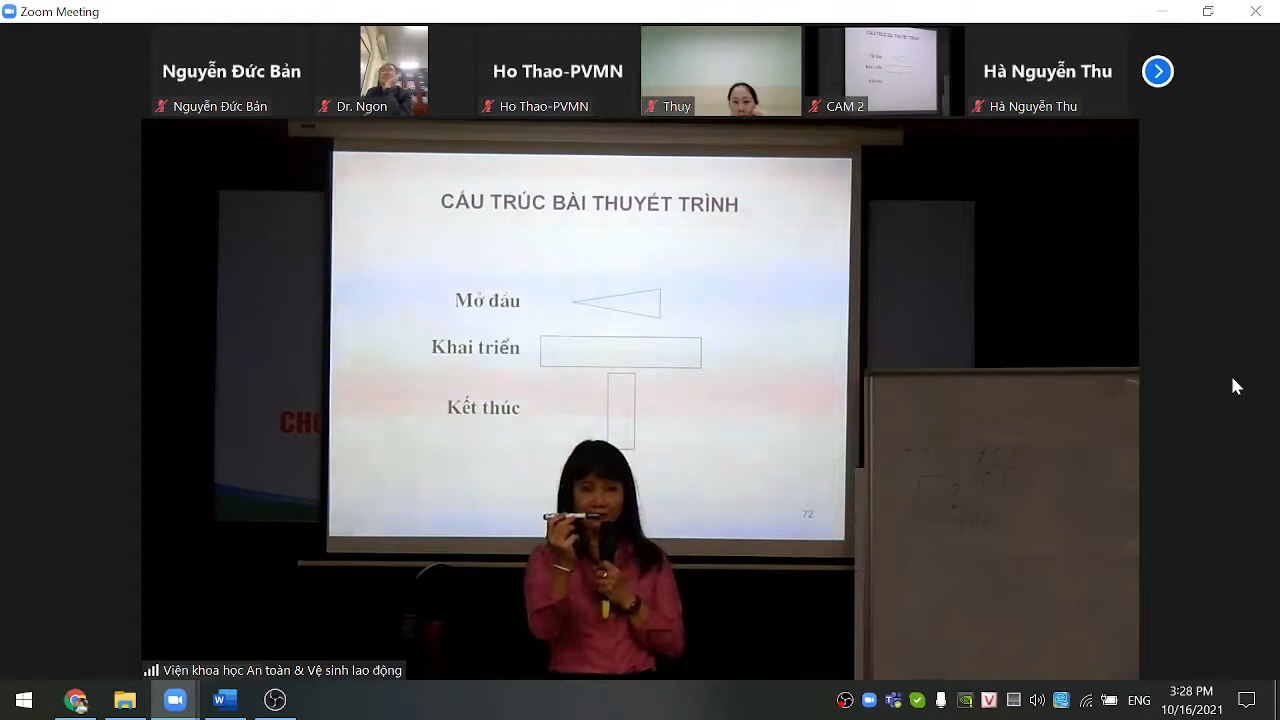 Zoom Meeting
Nguyễn Đức Bản
Ho Thao-PVMN
Hà Nguyễn Thu
Nguyễn Đức Bản
Dr. Ngon
Ho Thao-PVMN
Thuy
CAM 2
Hà Nguyễn Thu
CẤU TRÚC BÀI THUYẾT TRÌNH
Mở đầu
Khai triển
Kết thúc
72
CHO
Viện khoa học An toàn & Vệ sinh lao động
ENG
3:28 PM
10/16/2021